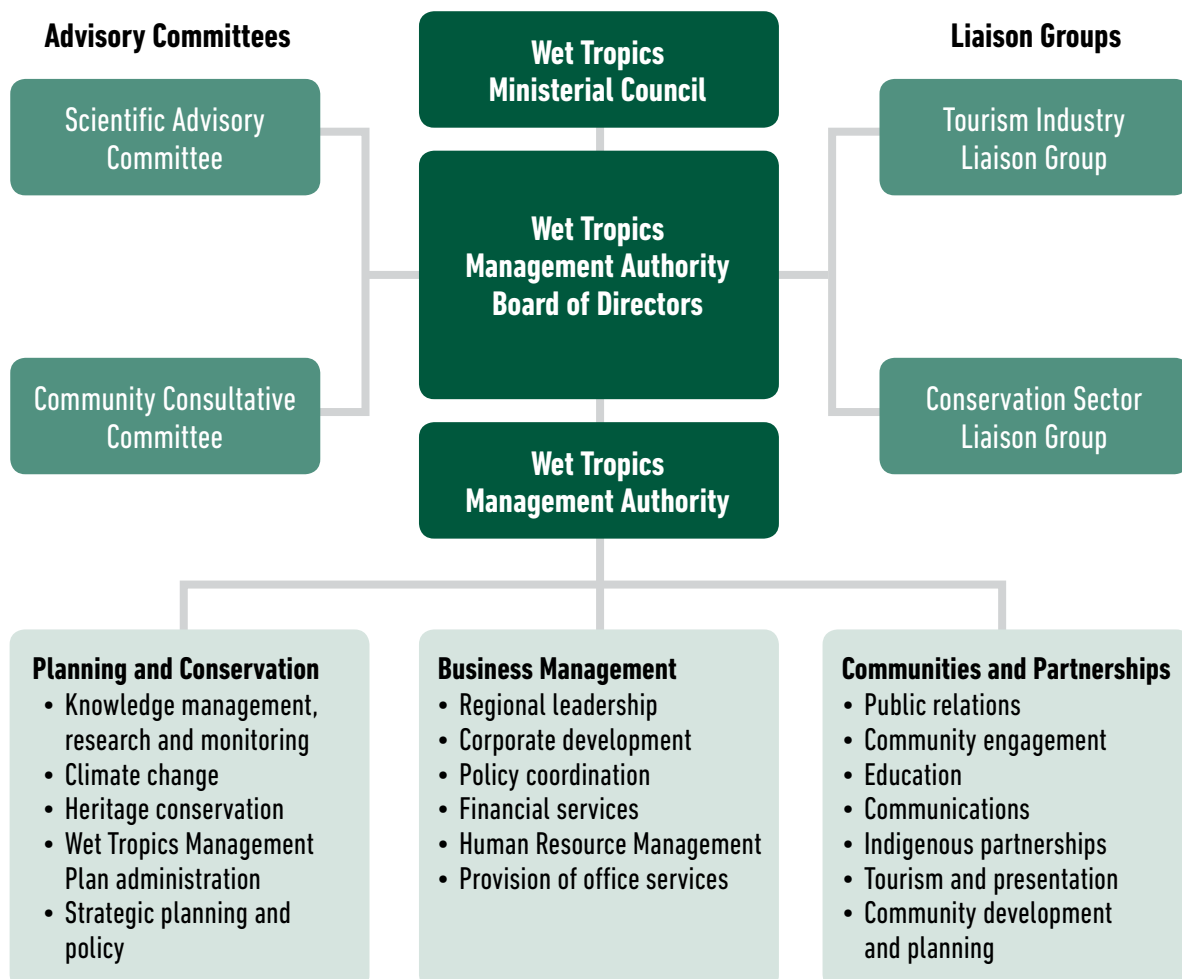 Advisory Committees
Scientific Advisory
Committee
Community Consultative
Committee
Wet Tropics
Ministerial Council
Wet Tropics
Management Authority
Board of Directors
Wet Tropics
Management Authority
Liaison Groups
Tourism Industry
Liaison Group
Conservation Sector
Liaison Group
Planning and Conservation
• Knowledge management,
research and monitoring
• Climate change
• Heritage conservation
• Wet Tropics Management
Plan administration
• Strategic planning and
policy
Business Management
• Regional leadership
• Corporate development
• Policy coordination
• Financial services
• Human Resource Management
• Provision of office services
Communities and Partnerships
• Public relations
• Community engagement
• Education
• Communications
• Indigenous partnerships
• Tourism and presentation
• Community development
and planning